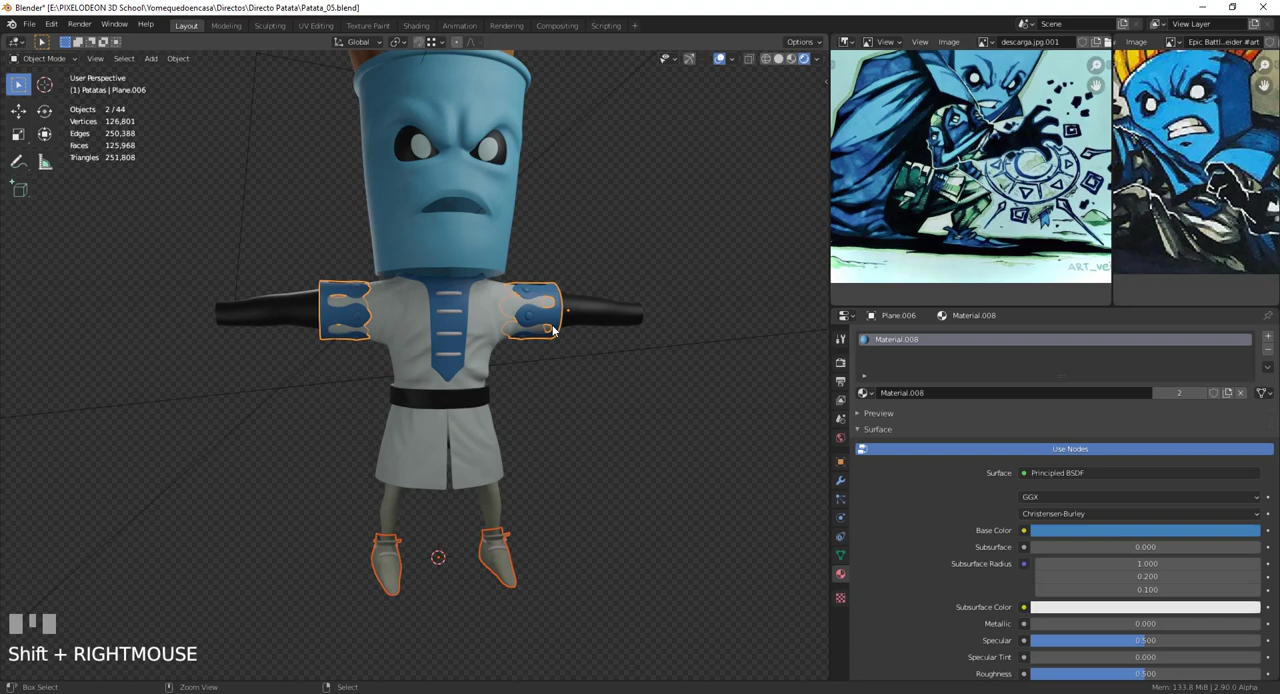 Blender* [E:\PIXELODEON 3D School\Yomequedoencasa\Directos\Directo Patata\Patata_05.blend]
File Edit Render Window Help
Layout Modeling Sculpting UV Editing Texture Paint Shading Animation Rendering Compositing Scripting +
Scene
View Layer
Global
Options
View Image
descarga.jpg.001
Image
Epic Battl...eider #art
Object Mode View Select Add Object
User Perspective
(1) Patatas | Plane.006
Objects 2 / 44
Vertices 126,801
Edges 250,388
Faces 125,968
Triangles 251,808
Plane.006
Material.008
Material.008
Material.008
2
Preview
Surface
Use Nodes
Surface
Principled BSDF
GGX
Christensen-Burley
Base Color
Subsurface
0.000
Subsurface Radius
1.000
0.200
0.100
Subsurface Color
Metallic
0.000
Specular
0.500
Specular Tint
0.000
Roughness
0.500
Shift + RIGHTMOUSE
Box Select
Zoom View
Select
Mem: 133.8 MiB | 2.90.0 Alpha